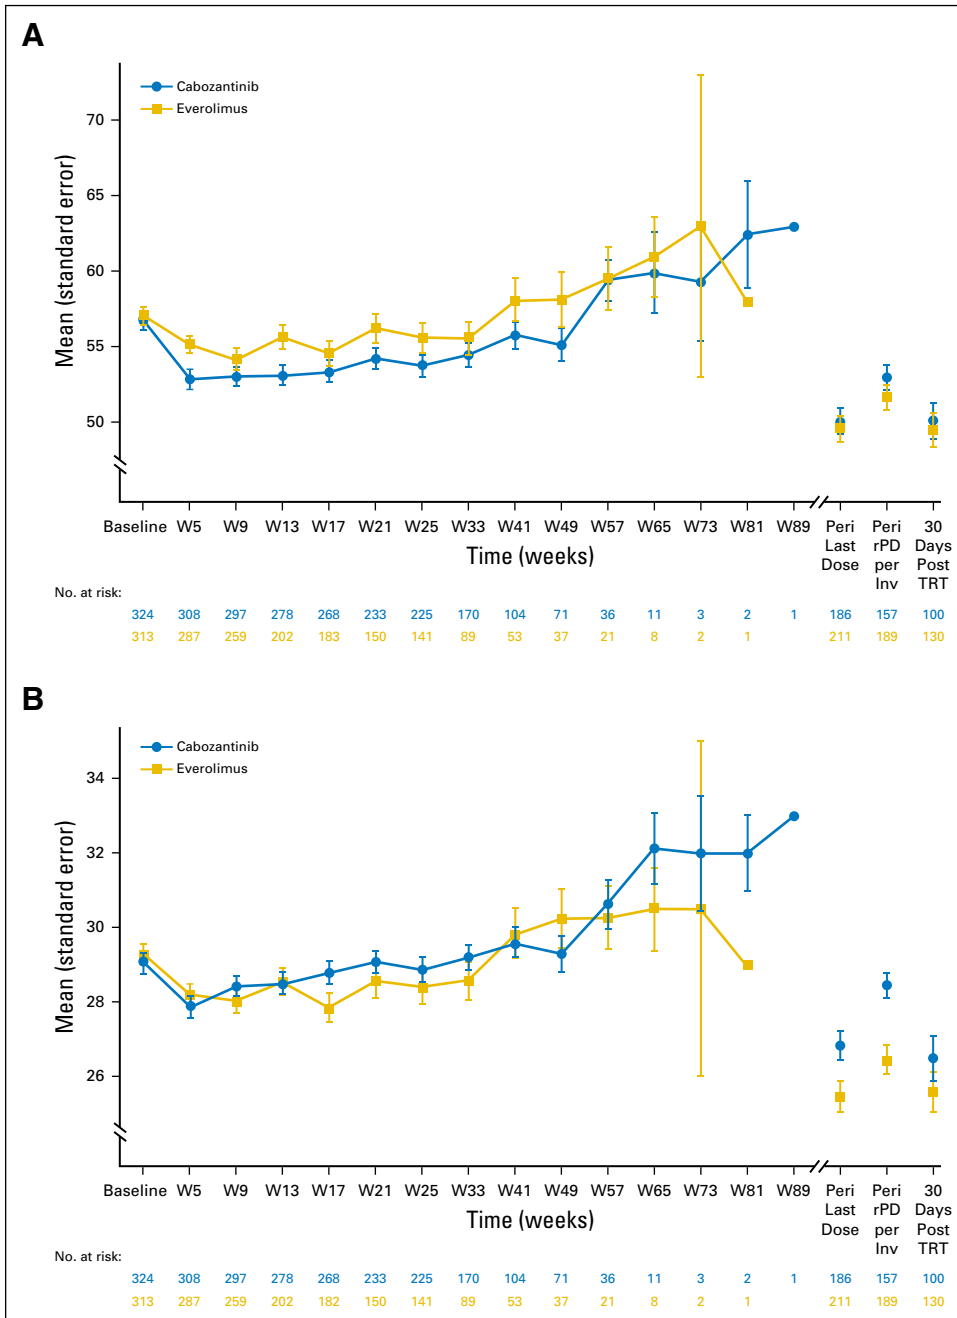 A
Cabozantinib
Everolimus
Mean (standard error)
70
65
60
55
50
Baseline W5 W9 W13 W17 W21 W25 W33 W41 W49 W57 W65 W73 W81 W89 Peri Last Dose Peri rPD per Inv 30 Days Post TRT
Time (weeks)
No. at risk:
324 308 297 278 268 233 225 170 104 71 36 11 3 2 1 186 157 100
313 287 259 202 183 150 141 89 53 37 21 8 2 1 211 189 130
B
Cabozantinib
Everolimus
Mean (standard error)
34
32
30
28
26
Baseline W5 W9 W13 W17 W21 W25 W33 W41 W49 W57 W65 W73 W81 W89 Peri Last Dose Peri rPD per Inv 30 Days Post TRT
Time (weeks)
No. at risk:
324 308 297 278 268 233 225 170 104 71 36 11 3 2 1 186 157 100
313 287 259 202 182 150 141 89 53 37 21 8 2 1 211 189 130